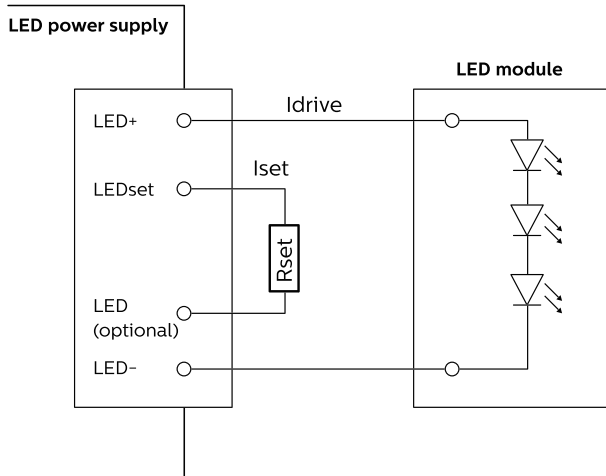 LED power supply
LED module
LED+
Idrive
LEDset
Iset
Rset
LED
(optional)
LED-